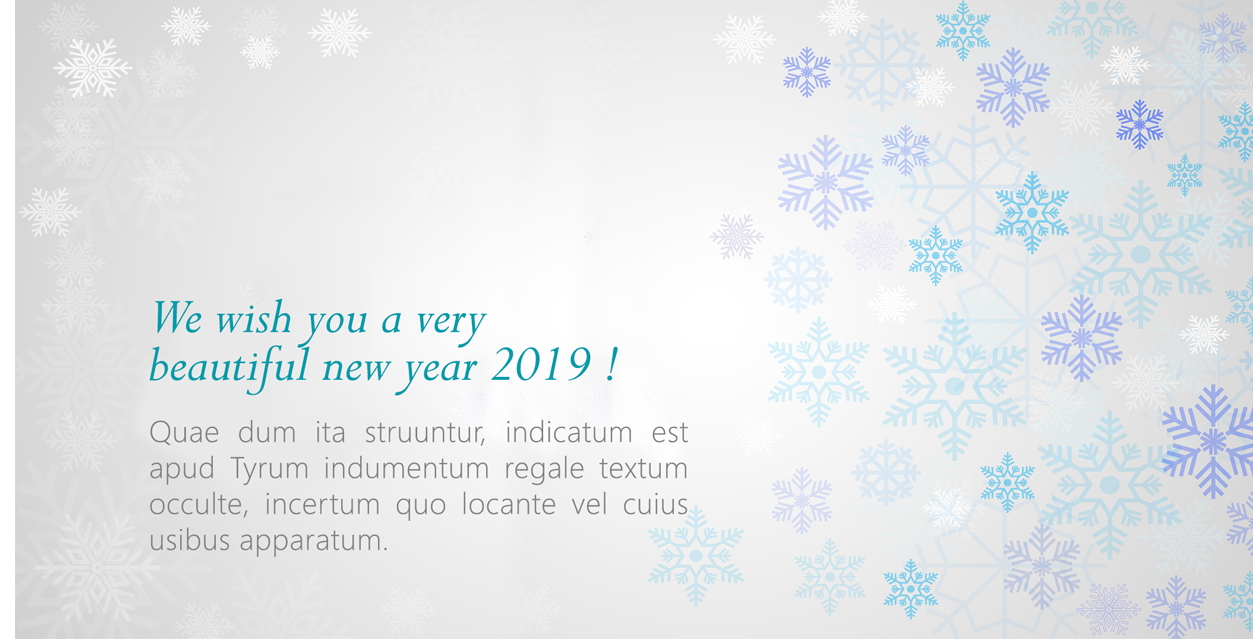 We wish you a very
beautiful new year 2019 !
Quae dum ita struuntur, indicatum est
apud Tyrum indumentum regale textum
occulte, incertum quo locante vel cuius
usibus apparatum.